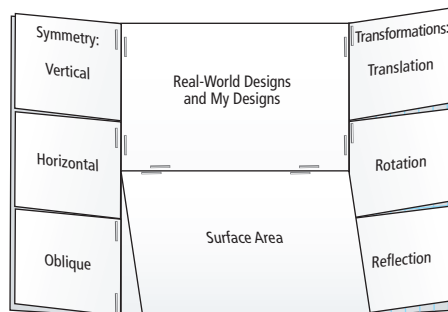 Symmetry:
Vertical
Horizontal
Oblique
Real-World Designs
and My Designs
Surface Area
Transformations:
Translation
Rotation
Reflection